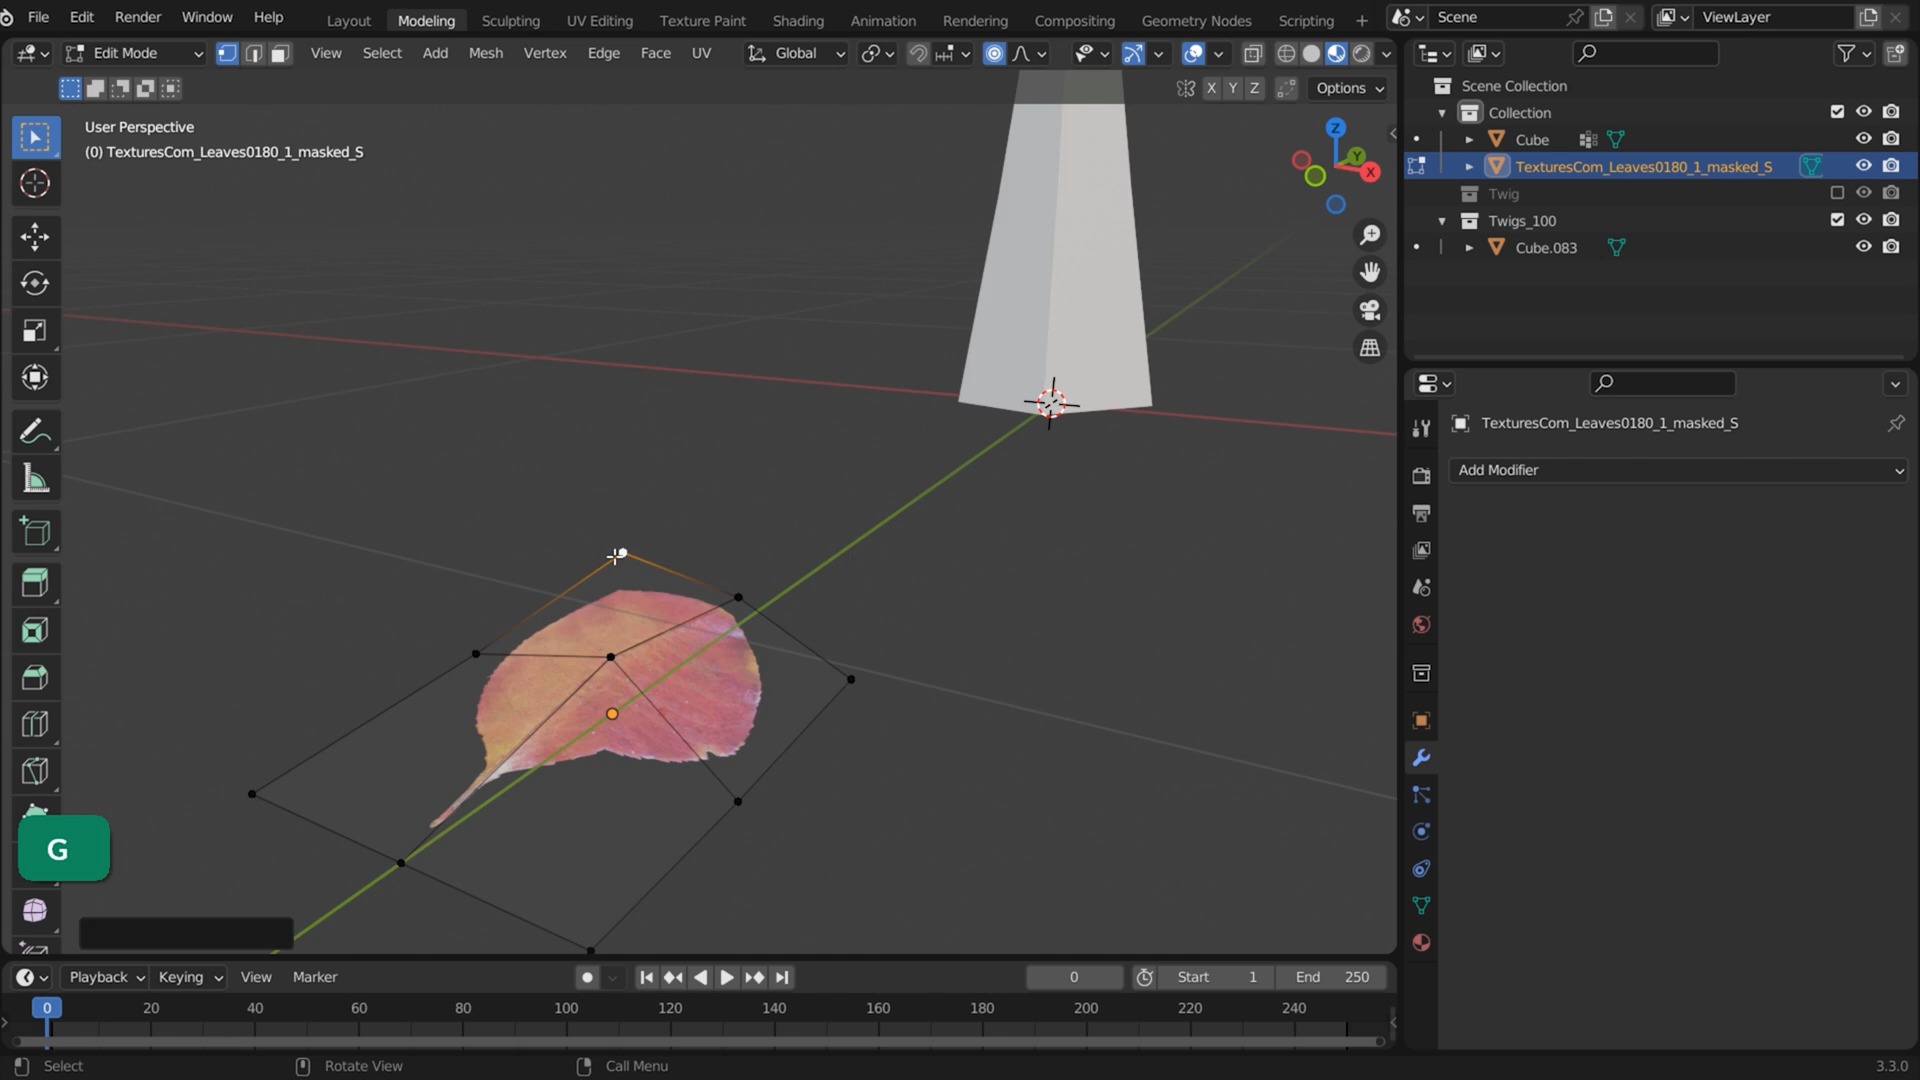 File Edit Render Window Help
Layout Modeling Sculpting UV Editing Texture Paint Shading Animation Rendering Compositing Geometry Nodes Scripting +
Scene
ViewLayer
Edit Mode View Select Add Mesh Vertex Edge Face UV Global
X Y Z Options
User Perspective
(0) TexturesCom_Leaves0180_1_masked_S
Z
Y
X
Scene Collection
Collection
Cube
TexturesCom_Leaves0180_1_masked_S
Twig
Twigs_100
Cube.083
TexturesCom_Leaves0180_1_masked_S
Add Modifier
G
Playback Keying View Marker
0
Start 1 End 250
0 20 40 60 80 100 120 140 160 180 200 220 240
Select Rotate View Call Menu 3.3.0